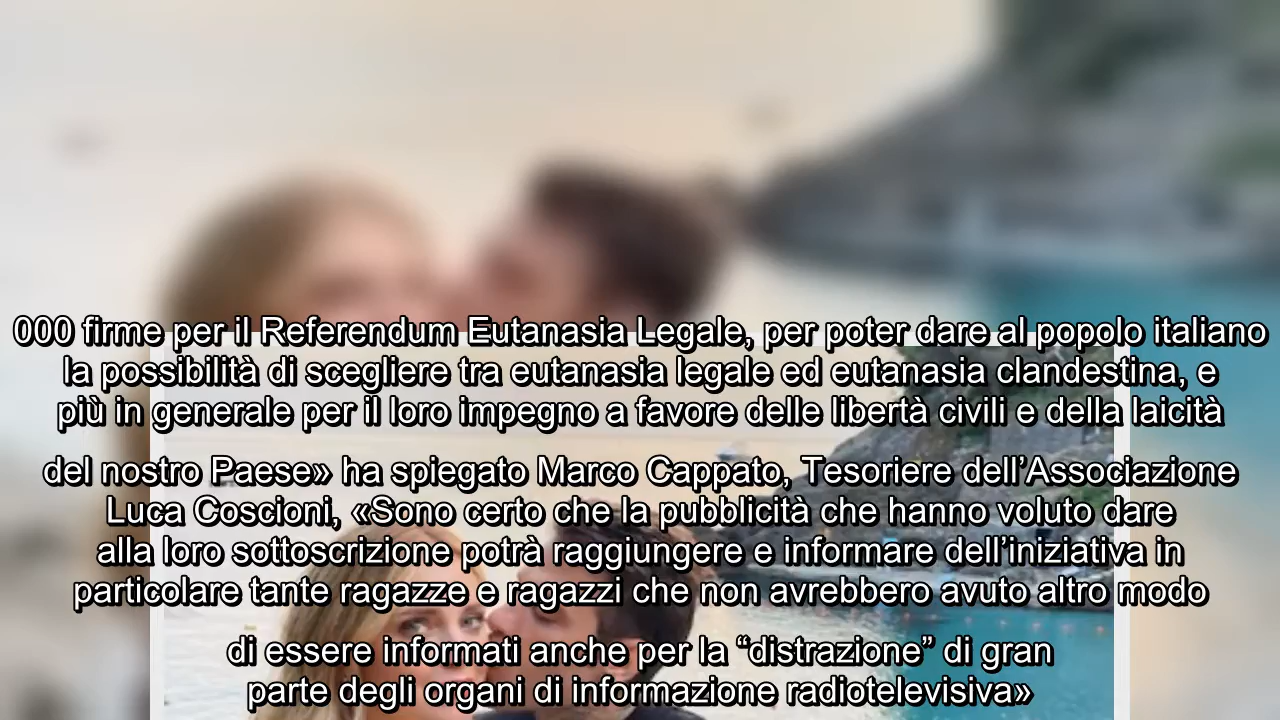 000 firme per il Referendum Eutanasia Legale, per poter dare al popolo italiano
la possibilità di scegliere tra eutanasia legale ed eutanasia clandestina, e
più in generale per il loro impegno a favore delle libertà civili e della laicità
del nostro Paese» ha spiegato Marco Cappato, Tesoriere dell’Associazione
Luca Coscioni, «Sono certo che la pubblicità che hanno voluto dare
alla loro sottoscrizione potrà raggiungere e informare dell’iniziativa in
particolare tante ragazze e ragazzi che non avrebbero avuto altro modo
di essere informati anche per la “distrazione” di gran
parte degli organi di informazione radiotelevisiva»